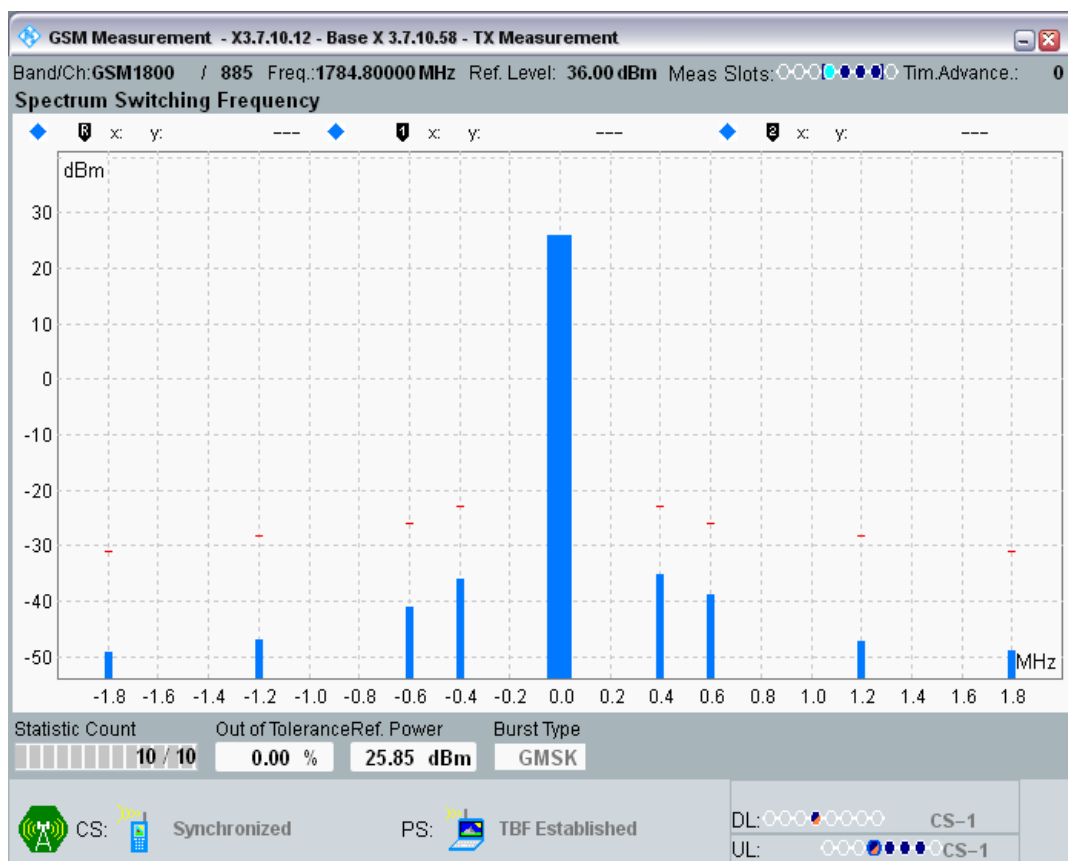 GSM Measurement - X3.7.10.12 - Base X 3.7.10.58 - TX Measurement
Band/Ch:GSM1800 / 885 Freq.:1784.80000 MHz Ref. Level: 36.00 dBm Meas Slots: Tim.Advance.: 0
Spectrum Switching Frequency
R x: y: --- 1 x: y: --- 2 x: y: ---
dBm
30
20
10
0
-10
-20
-30
-40
-50
MHz
-1.8 -1.6 -1.4 -1.2 -1.0 -0.8 -0.6 -0.4 -0.2 0.0 0.2 0.4 0.6 0.8 1.0 1.2 1.4 1.6 1.8
Statistic Count Out of Tolerance Ref. Power Burst Type
10 / 10 0.00 % 25.85 dBm GMSK
CS: Synchronized PS: TBF Established DL: CS-1
UL: CS-1